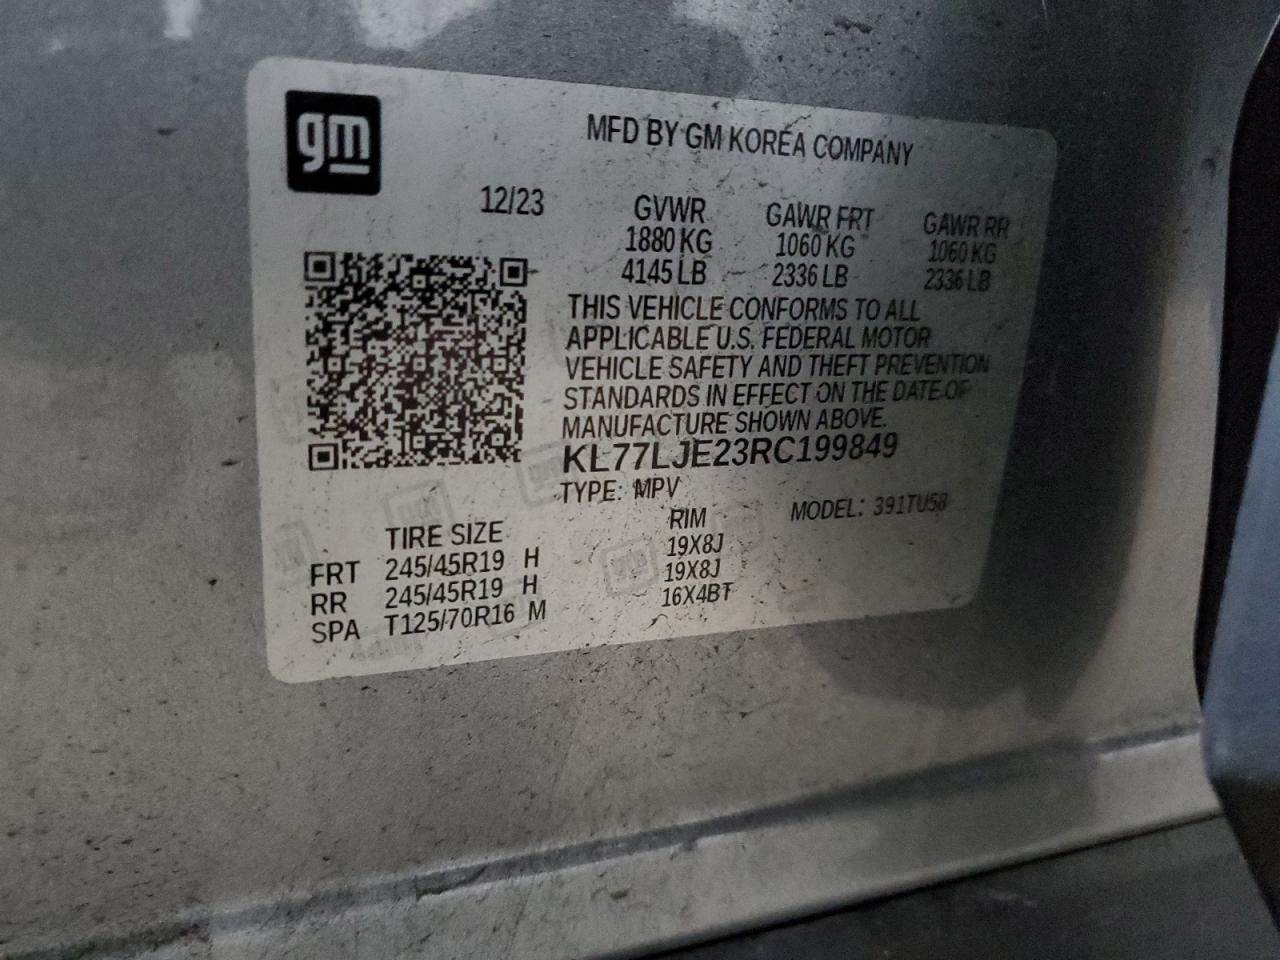 gm
MFD BY GM KOREA COMPANY
12/23 GVWR GAWR FRT GAWR RR
1880 KG 1060 KG 1060 KG
4145 LB 2336 LB 2336 LB
THIS VEHICLE CONFORMS TO ALL
APPLICABLE U.S. FEDERAL MOTOR
VEHICLE SAFETY AND THEFT PREVENTION
STANDARDS IN EFFECT ON THE DATE OF
MANUFACTURE SHOWN ABOVE.
KL77LJE23RC199849
TYPE: MPV MODEL: 391TU58
TIRE SIZE RIM
FRT 245/45R19 H 19X8J
RR 245/45R19 H 19X8J
SPA T125/70R16 M 16X4BT